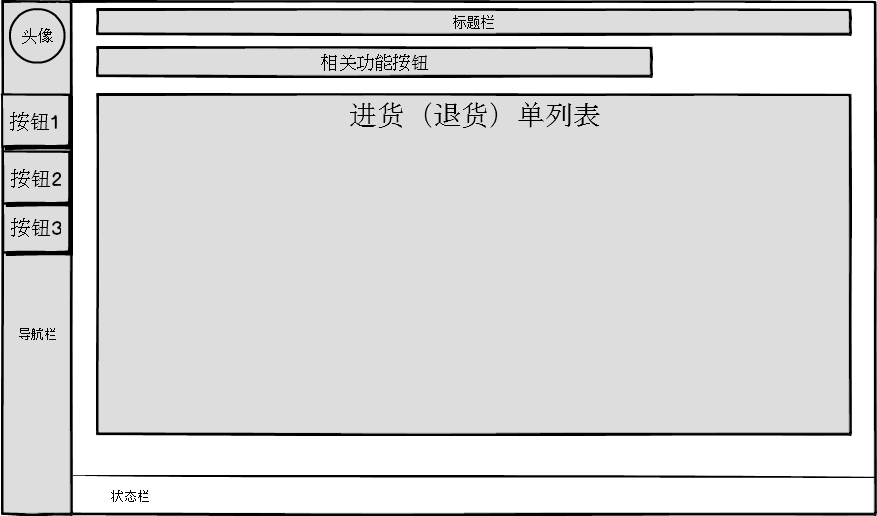 头像
标题栏
相关功能按钮
进货（退货）单列表
按钮1
按钮2
按钮3
导航栏
状态栏